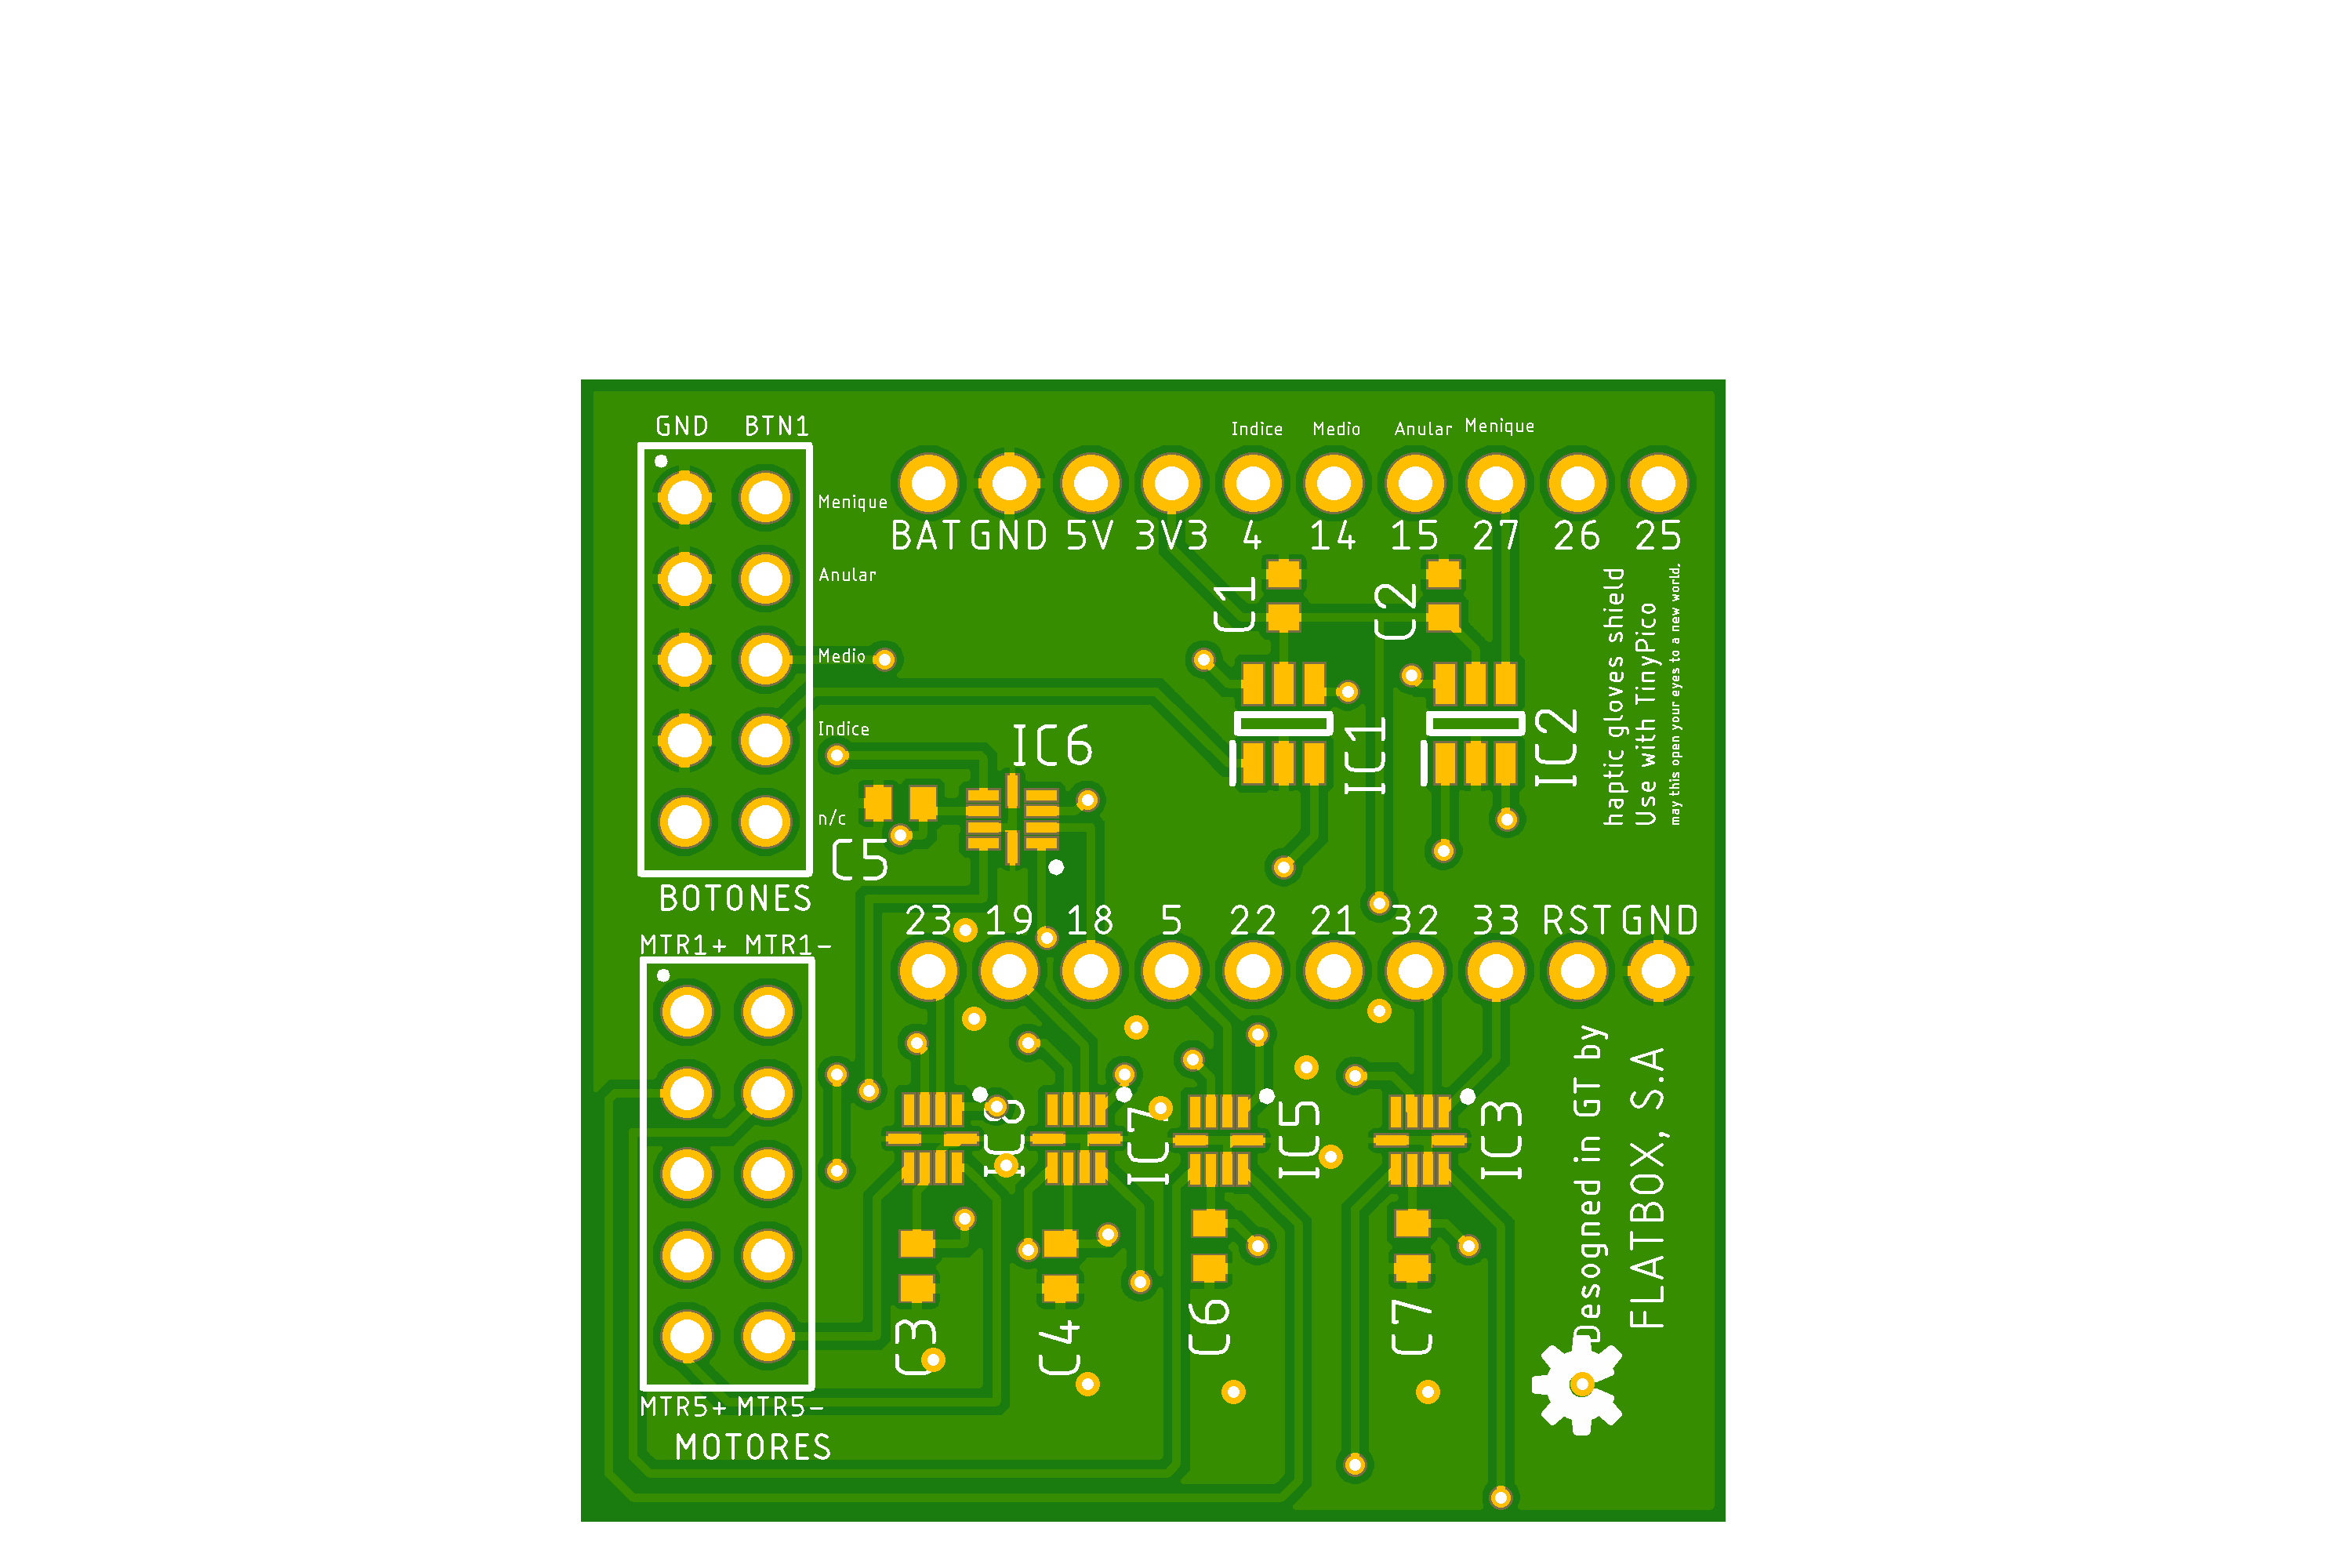 GND BTN1
Indice Medio Anular Menique
Menique
BAT GND 5V 3V3 4 14 15 27 26 25
Anular
C1
C2
Medio
Indice
IC6
IC1
IC2
haptic gloves shield
Use with TinyPico
may this open your eyes to a new world.
n/c
C5
BOTONES
23 19 18 5 22 21 32 33 RST GND
MTR1+ MTR1-
IC7
IC5
IC3
Desogned in GT by
FLATBOX, S.A
C3
C4
C6
C7
MTR5+ MTR5-
MOTORES